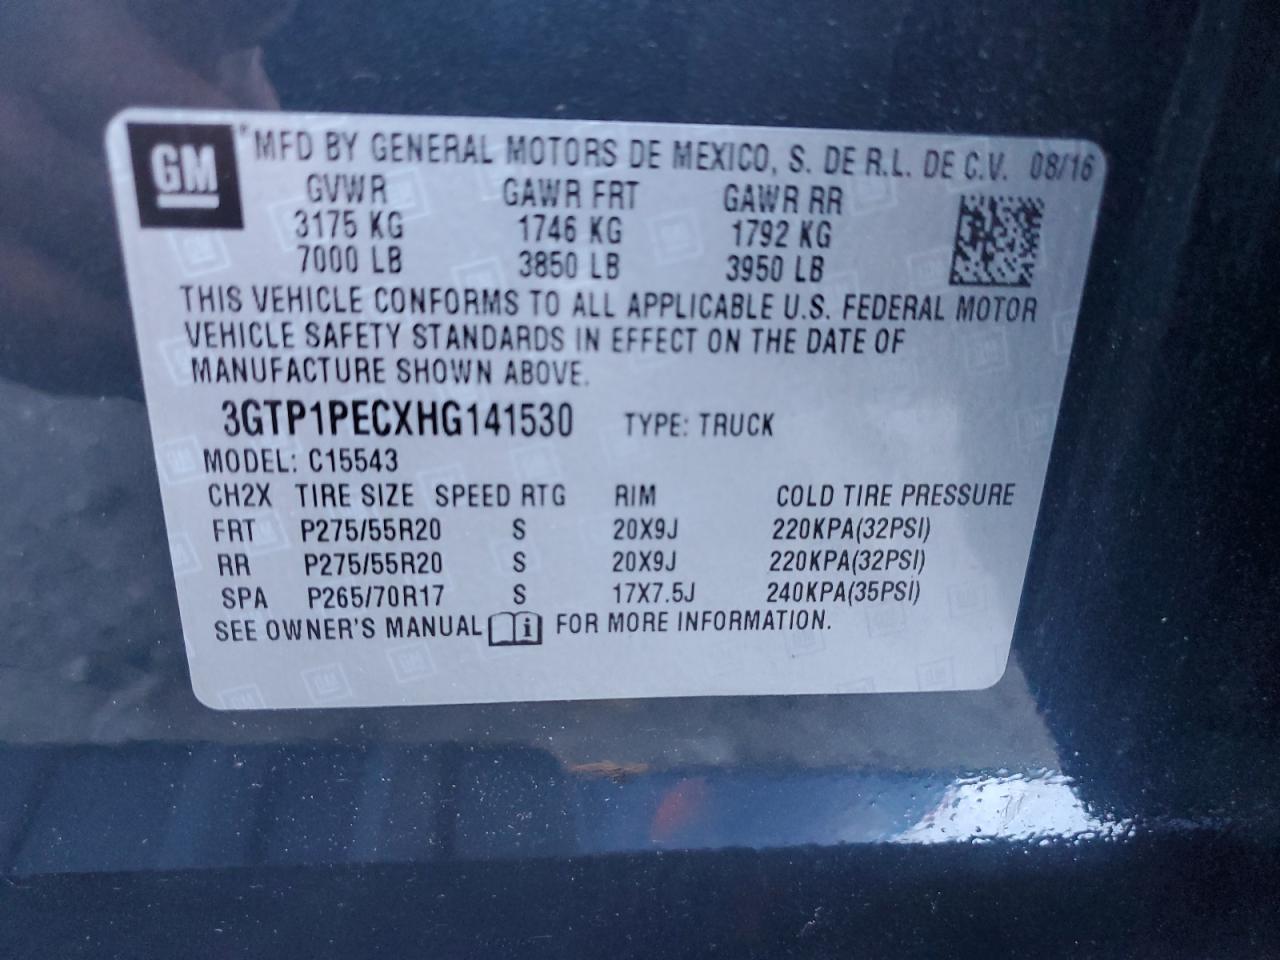 GM
*MFD BY GENERAL MOTORS DE MEXICO, S. DE R.L. DE C.V. 08/16
GVWR GAWR FRT GAWR RR
3175 KG 1746 KG 1792 KG
7000 LB 3850 LB 3950 LB
THIS VEHICLE CONFORMS TO ALL APPLICABLE U.S. FEDERAL MOTOR
VEHICLE SAFETY STANDARDS IN EFFECT ON THE DATE OF
MANUFACTURE SHOWN ABOVE.
3GTP1PECXHG141530 TYPE: TRUCK
MODEL: C15543
CH2X TIRE SIZE SPEED RTG RIM COLD TIRE PRESSURE
FRT P275/55R20 S 20X9J 220KPA(32PSI)
RR P275/55R20 S 20X9J 220KPA(32PSI)
SPA P265/70R17 S 17X7.5J 240KPA(35PSI)
SEE OWNER'S MANUAL i FOR MORE INFORMATION.